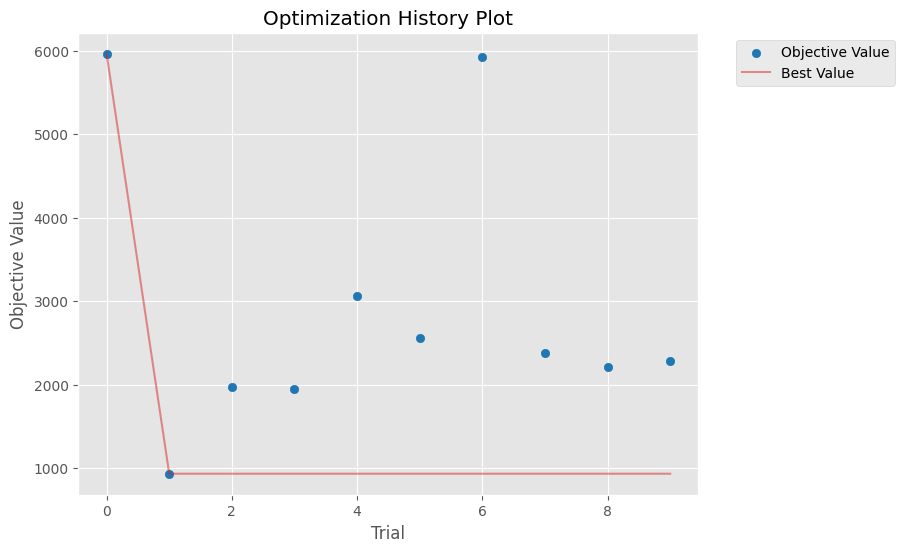 Optimization History Plot
Objective Value
Best Value
6000
5000
4000
3000
2000
1000
Objective Value
0 2 4 6 8
Trial